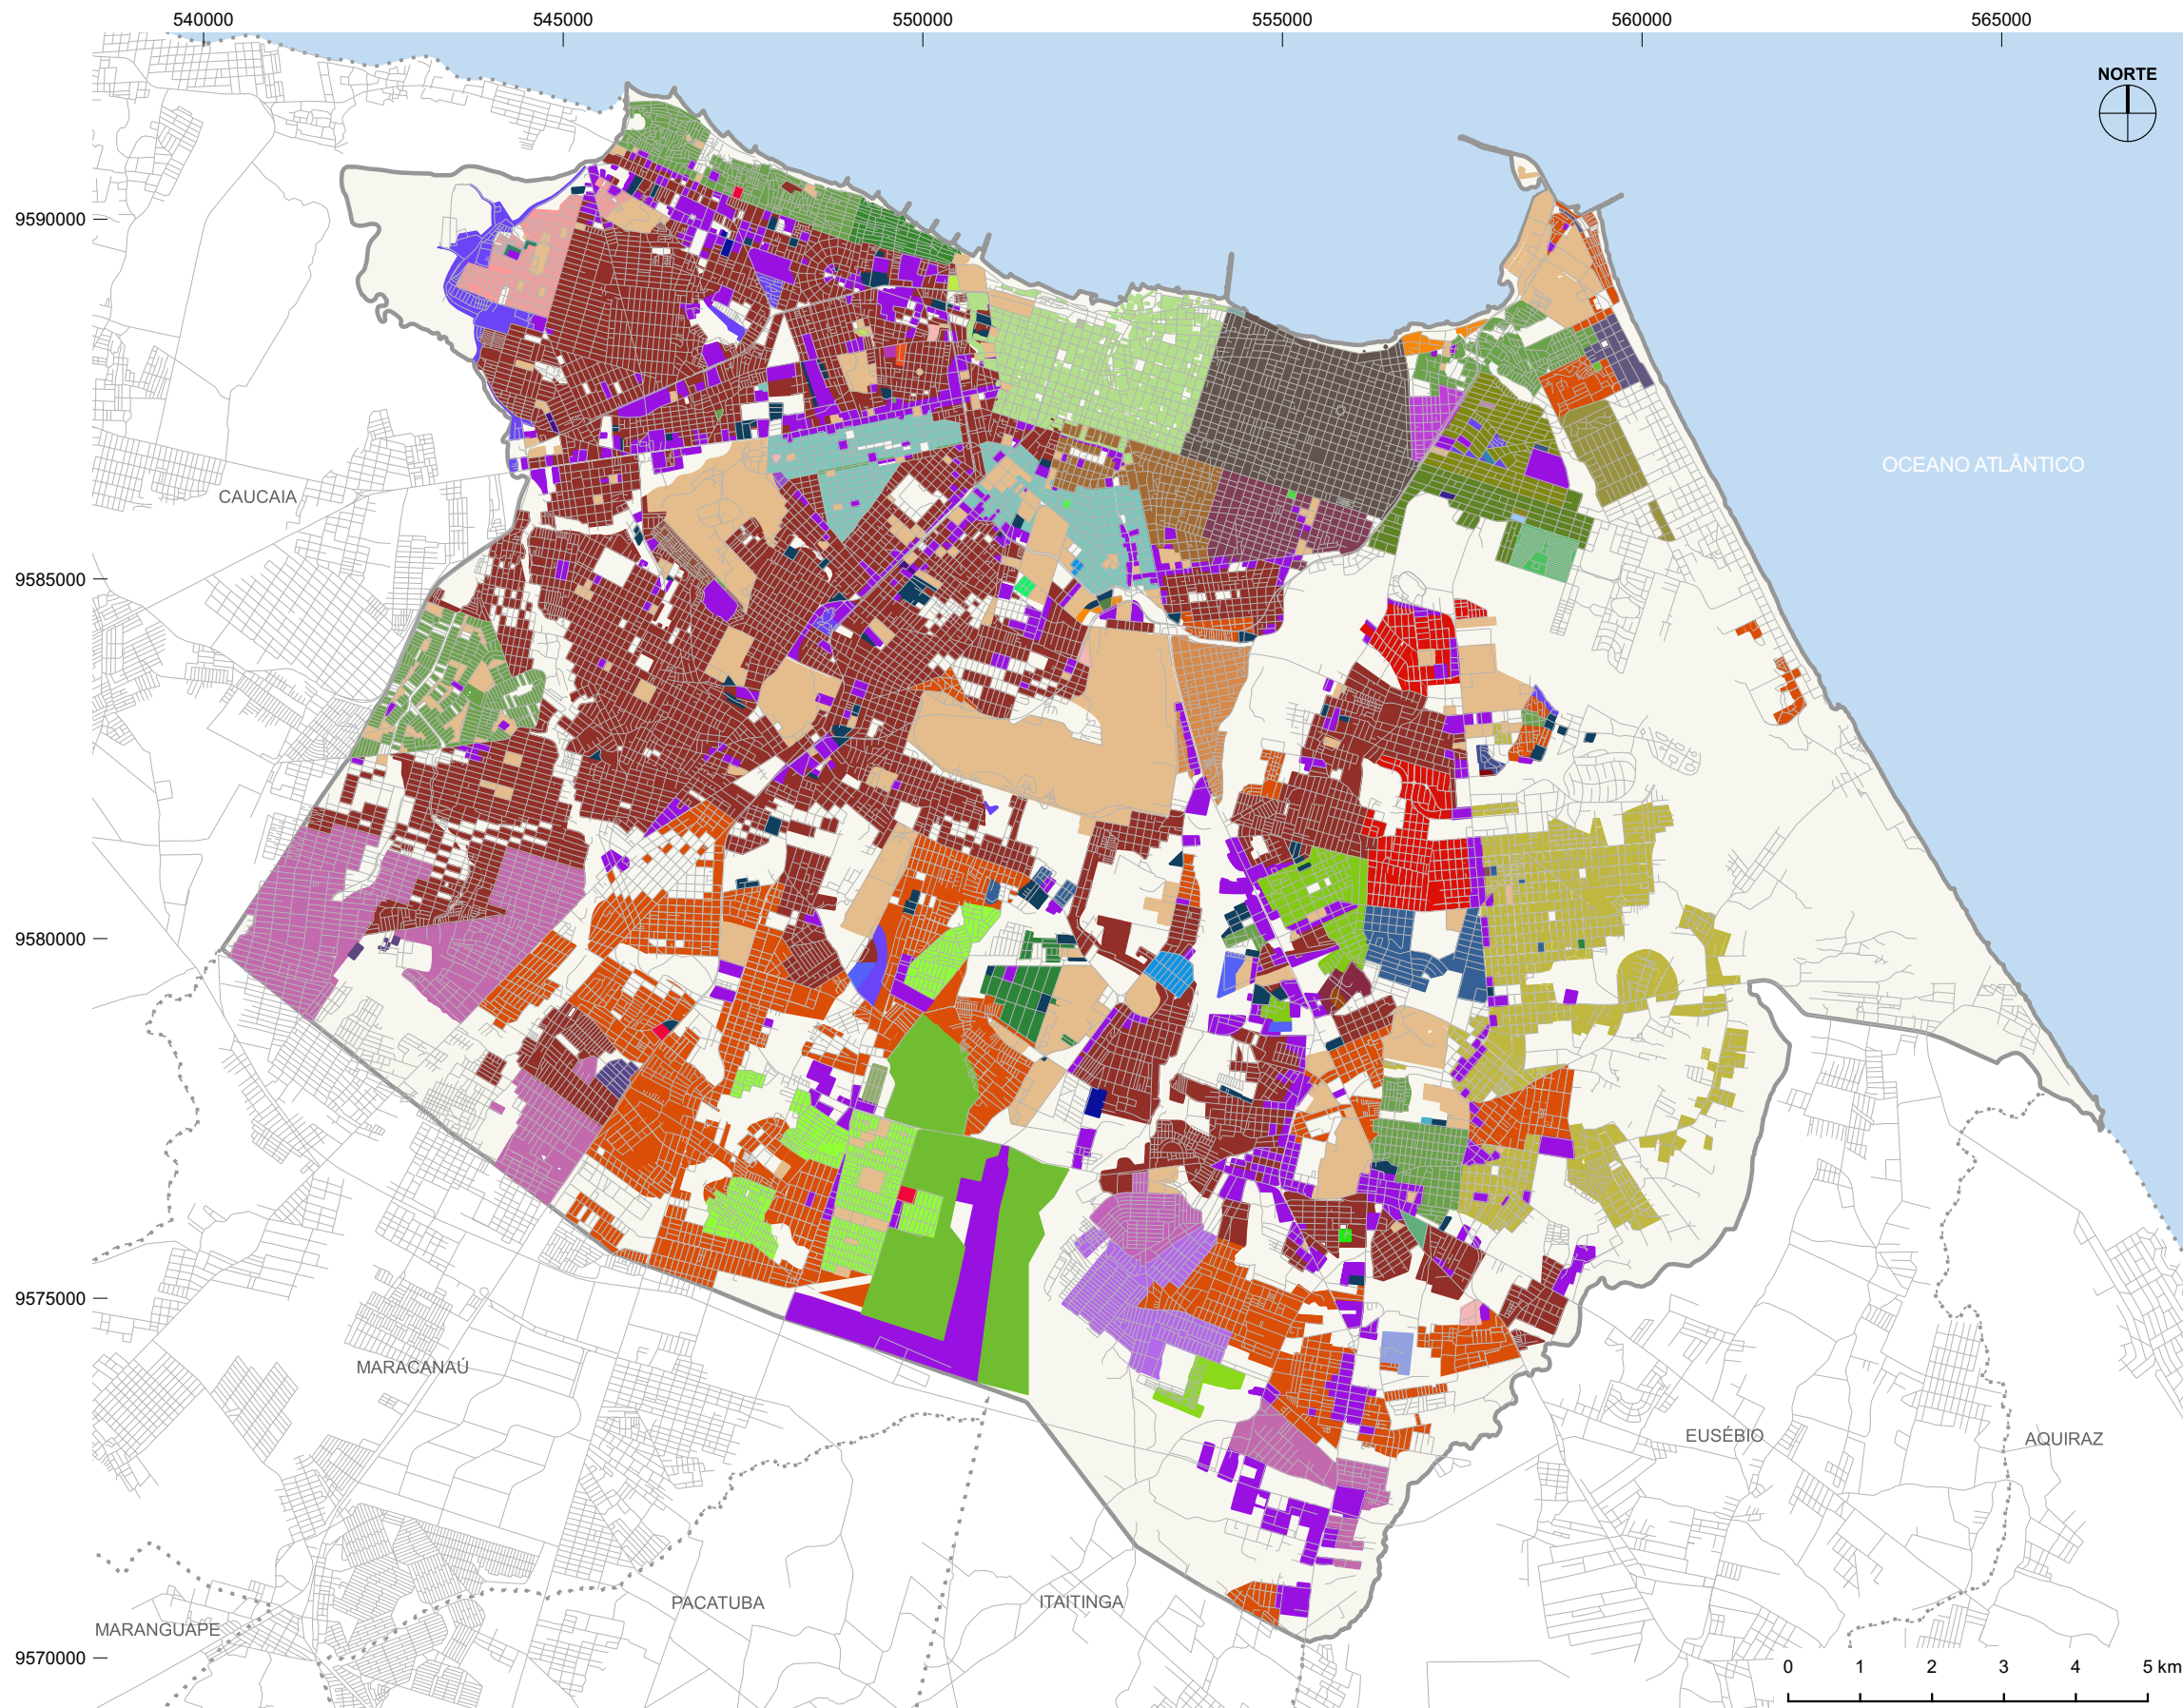 540000 545000 550000 555000 560000 565000
NORTE
9590000
OCEANO ATLÂNTICO
CAUCAIA
9585000
9580000
9575000
MARACANAÚ
EUSÉBIO
AQUIRAZ
PACATUBA
ITAITINGA
MARANGUAPE
9570000
0 1 2 3 4 5 km